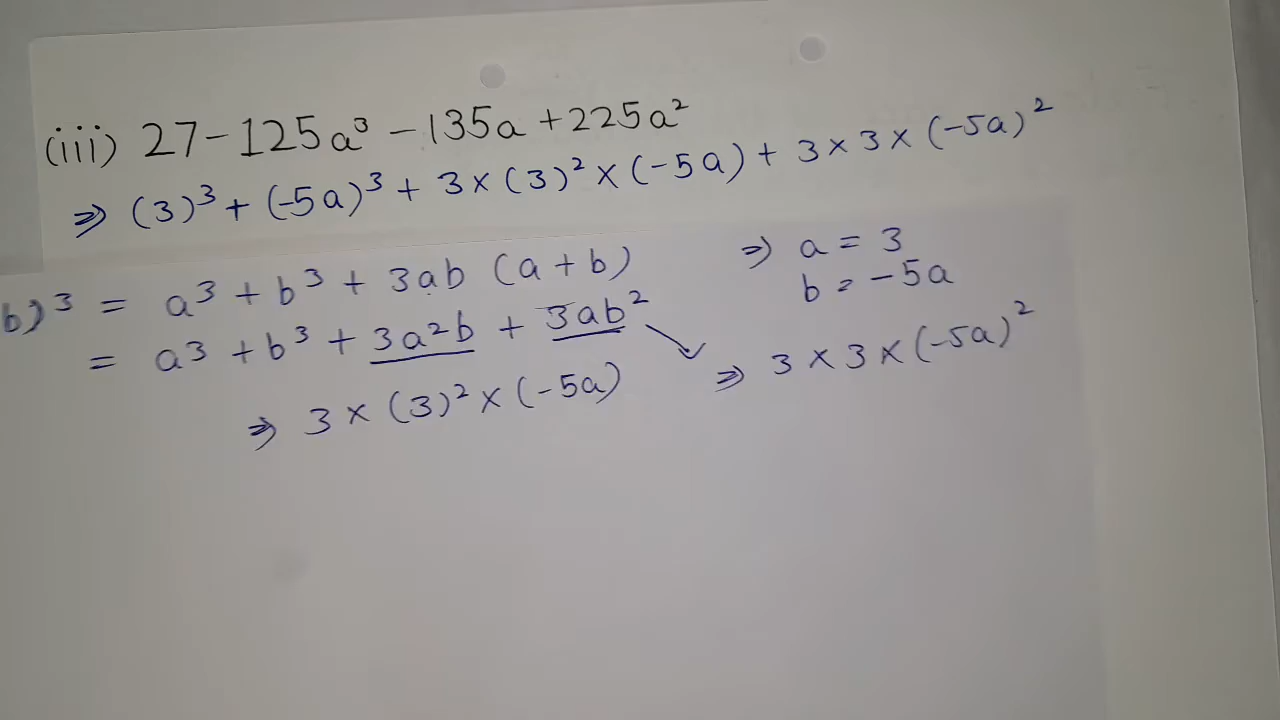 (iii) 27 - 125a³ - 135a + 225a²
⇒ (3)³ + (-5a)³ + 3 × (3)² × (-5a) + 3 × 3 × (-5a)²
b)³ = a³ + b³ + 3ab (a + b)
⇒ a = 3
b = -5a
= a³ + b³ + 3a²b + 3ab²
⇒ 3 × 3 × (-5a)²
⇒ 3 × (3)² × (-5a)